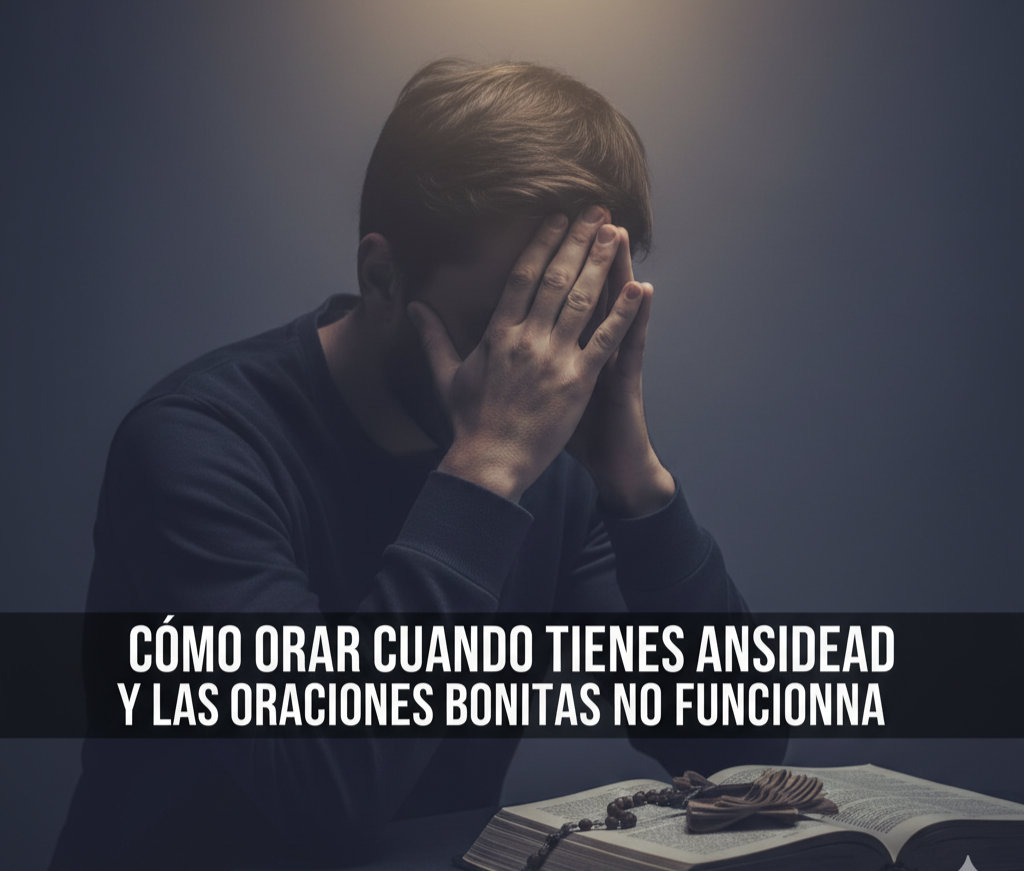 CÓMO ORAR CUANDO TIENES ANSIDEAD
Y LAS ORACIONES BONITAS NO FUNCIONNA